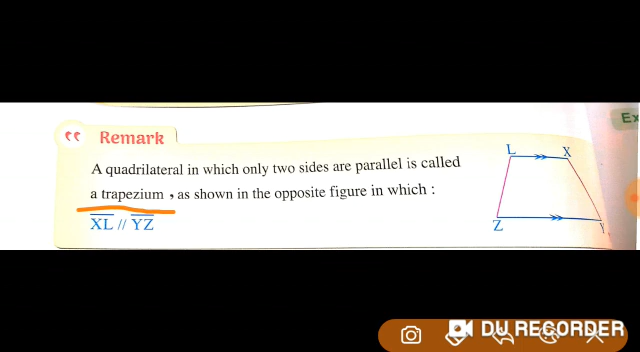 Ex
Remark
A quadrilateral in which only two sides are parallel is called
a trapezium , as shown in the opposite figure in which :
XL // YZ
L X
Z Y
DU RECORDER